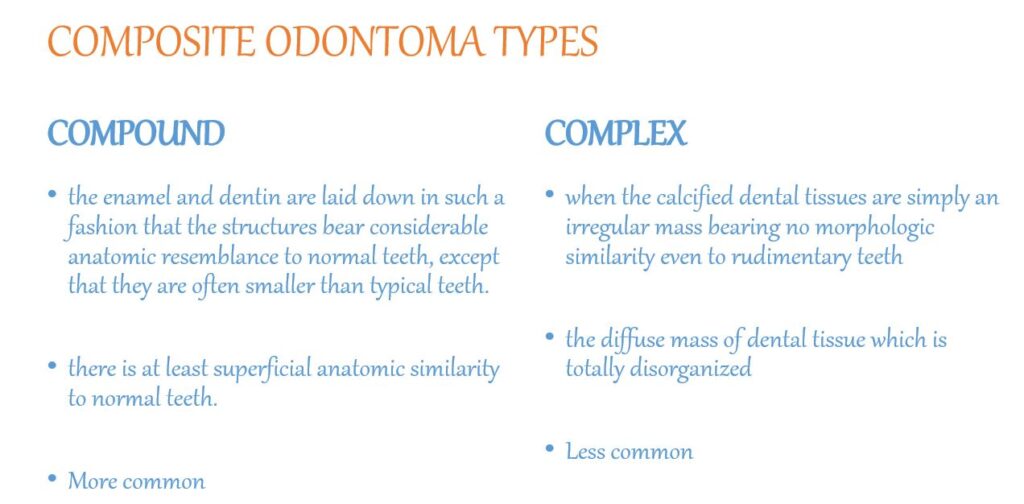 COMPOSITE ODONTOMA TYPES
COMPOUND
• the enamel and dentin are laid down in such a
fashion that the structures bear considerable
anatomic resemblance to normal teeth, except
that they are often smaller than typical teeth.
• there is at least superficial anatomic similarity
to normal teeth.
• More common
COMPLEX
• when the calcified dental tissues are simply an
irregular mass bearing no morphologic
similarity even to rudimentary teeth
• the diffuse mass of dental tissue which is
totally disorganized
• Less common